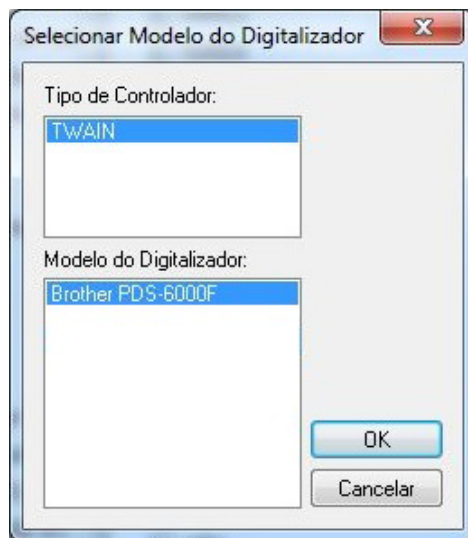 Selecionar Modelo do Digitalizador
Tipo de Controlador:
TWAIN
Modelo do Digitalizador:
Brother PDS-6000F
OK
Cancelar